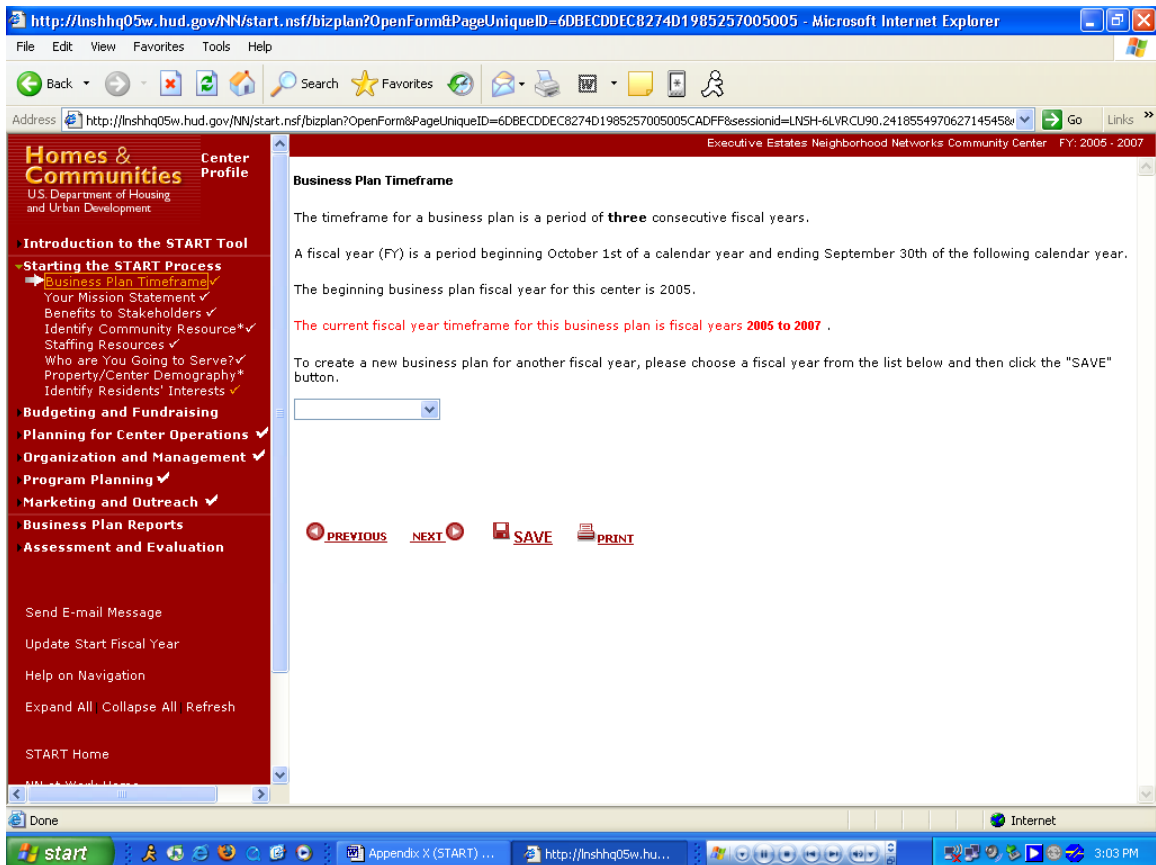 http://lnshhq05w.hud.gov/NN/start.nsf/bizplan?OpenForm&PageUniqueID=6DBECDDEC8274D1985257005005 - Microsoft Internet Explorer
File Edit View Favorites Tools Help
Back Search Favorites
Address http://lnshhq05w.hud.gov/NN/start.nsf/bizplan?OpenForm&PageUniqueID=6DBECDDEC8274D1985257005005CADFF&sessionid=LNSH-6LVRCU90.2418554970627145458& Go Links »
Executive Estates Neighborhood Networks Community Center FY: 2005 - 2007
Homes & Communities
U.S. Department of Housing
and Urban Development
Center
Profile
Introduction to the START Tool
Starting the START Process
Business Plan Timeframe✓
Your Mission Statement ✓
Benefits to Stakeholders ✓
Identify Community Resource*✓
Staffing Resources ✓
Who are You Going to Serve?✓
Property/Center Demography*
Identify Residents' Interests ✓
Budgeting and Fundraising
Planning for Center Operations ✓
Organization and Management ✓
Program Planning ✓
Marketing and Outreach ✓
Business Plan Reports
Assessment and Evaluation
Send E-mail Message
Update Start Fiscal Year
Help on Navigation
Expand All | Collapse All | Refresh
START Home
Business Plan Timeframe
The timeframe for a business plan is a period of three consecutive fiscal years.
A fiscal year (FY) is a period beginning October 1st of a calendar year and ending September 30th of the following calendar year.
The beginning business plan fiscal year for this center is 2005.
The current fiscal year timeframe for this business plan is fiscal years 2005 to 2007 .
To create a new business plan for another fiscal year, please choose a fiscal year from the list below and then click the "SAVE"
button.
PREVIOUS NEXT SAVE PRINT
Done Internet
start Appendix X (START) ... http://lnshhq05w.hu... 3:03 PM